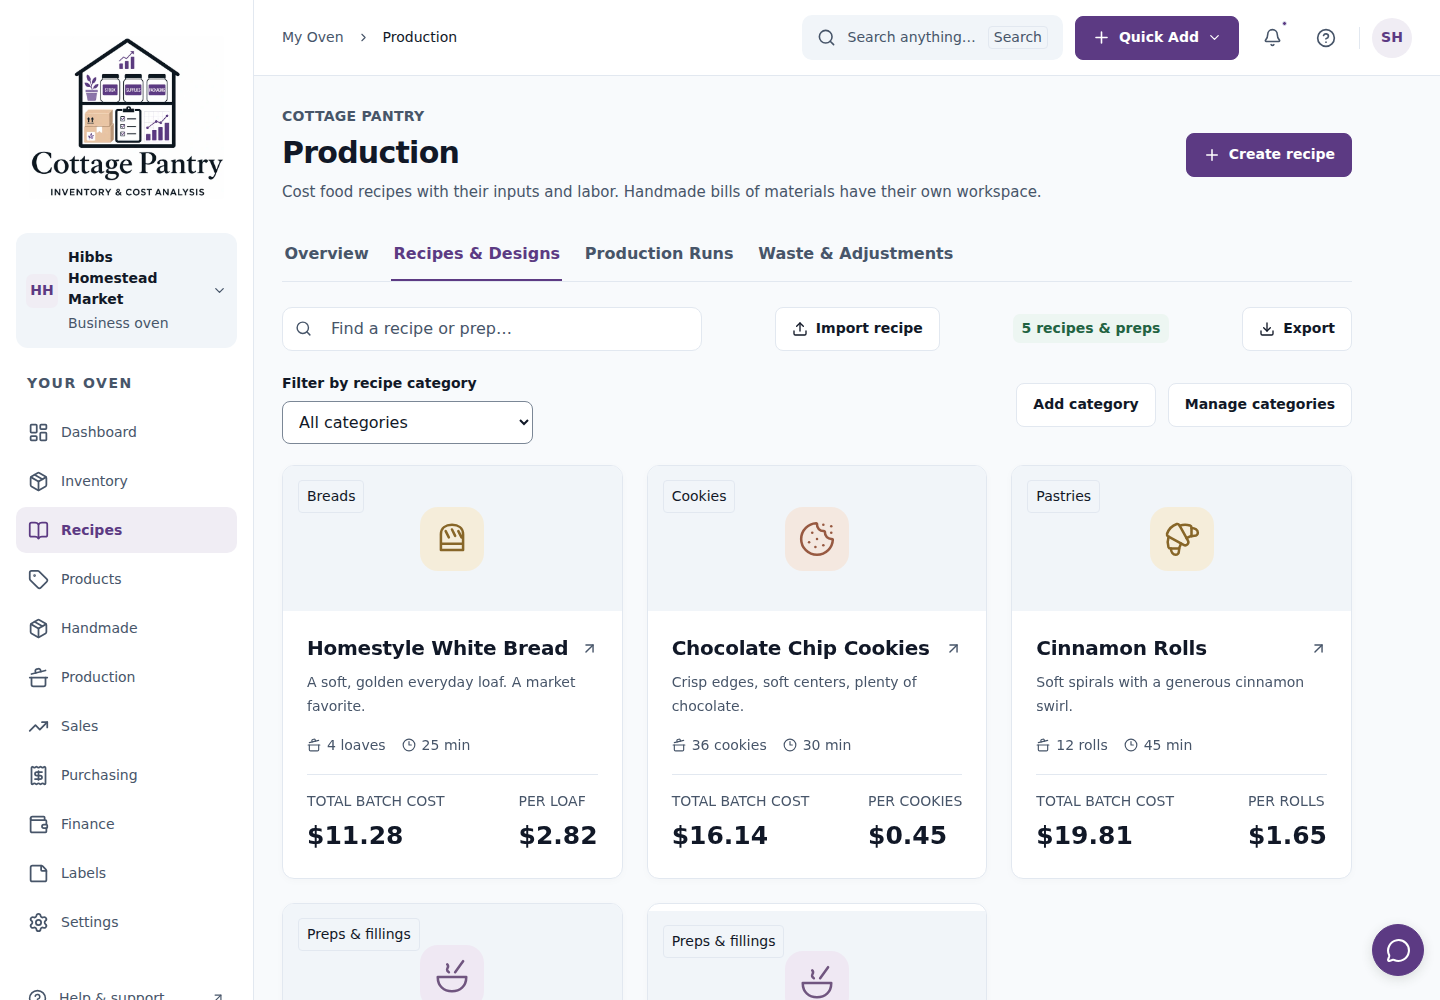 Cottage Pantry
INVENTORY & COST ANALYSIS
HH
Hibbs
Homestead
Market
Business oven
YOUR OVEN
Dashboard
Inventory
Recipes
Products
Handmade
Production
Sales
Purchasing
Finance
Labels
Settings
Help & support
My Oven
Production
Search anything...
Search
Quick Add
SH
COTTAGE PANTRY
Production
Cost food recipes with their inputs and labor. Handmade bills of materials have their own workspace.
Create recipe
Overview
Recipes & Designs
Production Runs
Waste & Adjustments
Find a recipe or prep...
Import recipe
5 recipes & preps
Export
Filter by recipe category
All categories
Add category
Manage categories
Breads
Homestyle White Bread
A soft, golden everyday loaf. A market
favorite.
4 loaves
25 min
TOTAL BATCH COST
PER LOAF
$11.28
$2.82
Cookies
Chocolate Chip Cookies
Crisp edges, soft centers, plenty of
chocolate.
36 cookies
30 min
TOTAL BATCH COST
PER COOKIES
$16.14
$0.45
Pastries
Cinnamon Rolls
Soft spirals with a generous cinnamon
swirl.
12 rolls
45 min
TOTAL BATCH COST
PER ROLLS
$19.81
$1.65
Preps & fillings
Preps & fillings